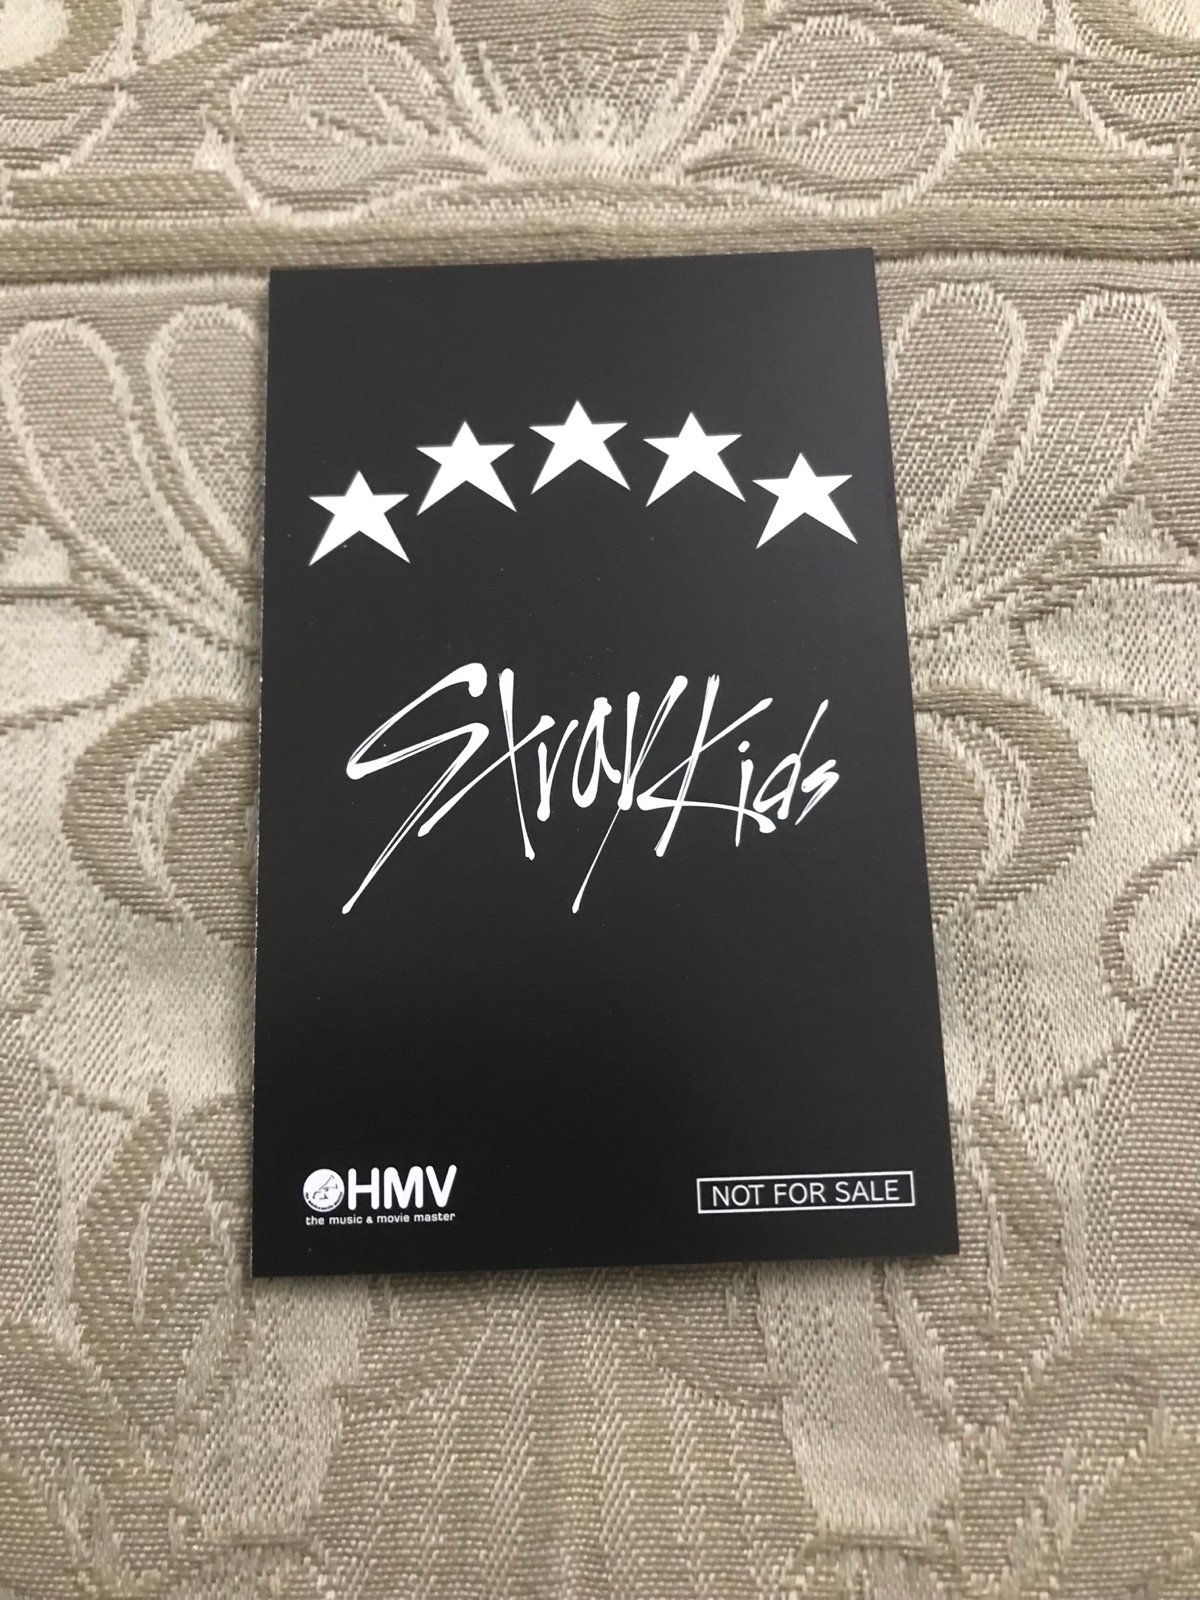 Stray Kids
HMV
the music & movie master
NOT FOR SALE